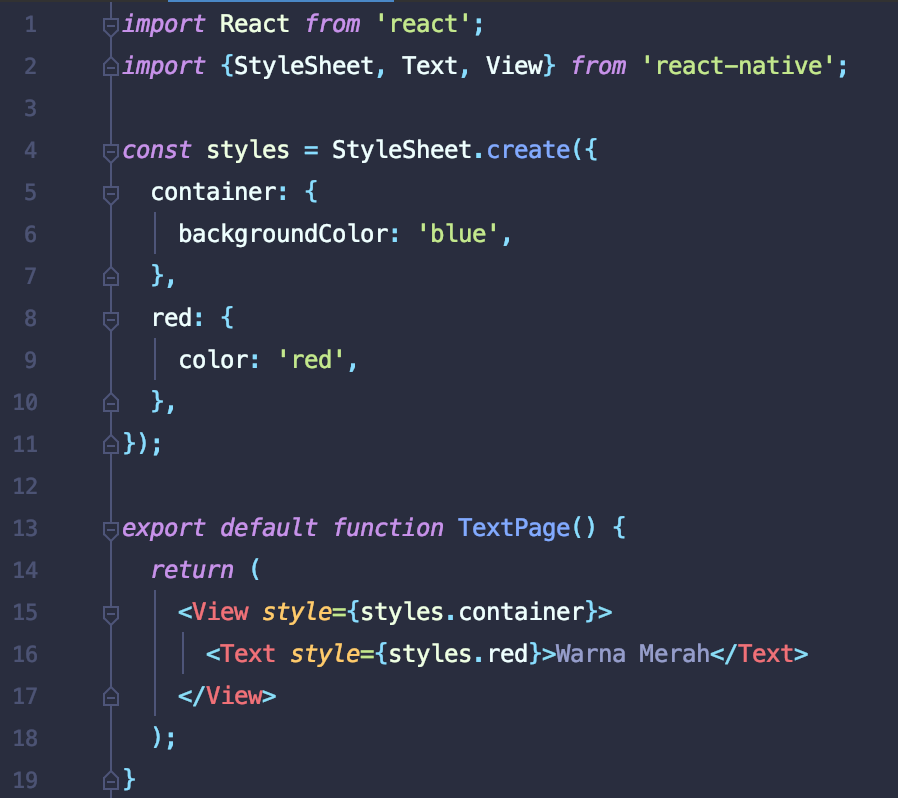 1 import React from 'react';
2 import {StyleSheet, Text, View} from 'react-native';
3
4 const styles = StyleSheet.create({
5   container: {
6     backgroundColor: 'blue',
7   },
8   red: {
9     color: 'red',
10   },
11 });
12
13 export default function TextPage() {
14   return (
15     <View style={styles.container}>
16       <Text style={styles.red}>Warna Merah</Text>
17     </View>
18   );
19 }